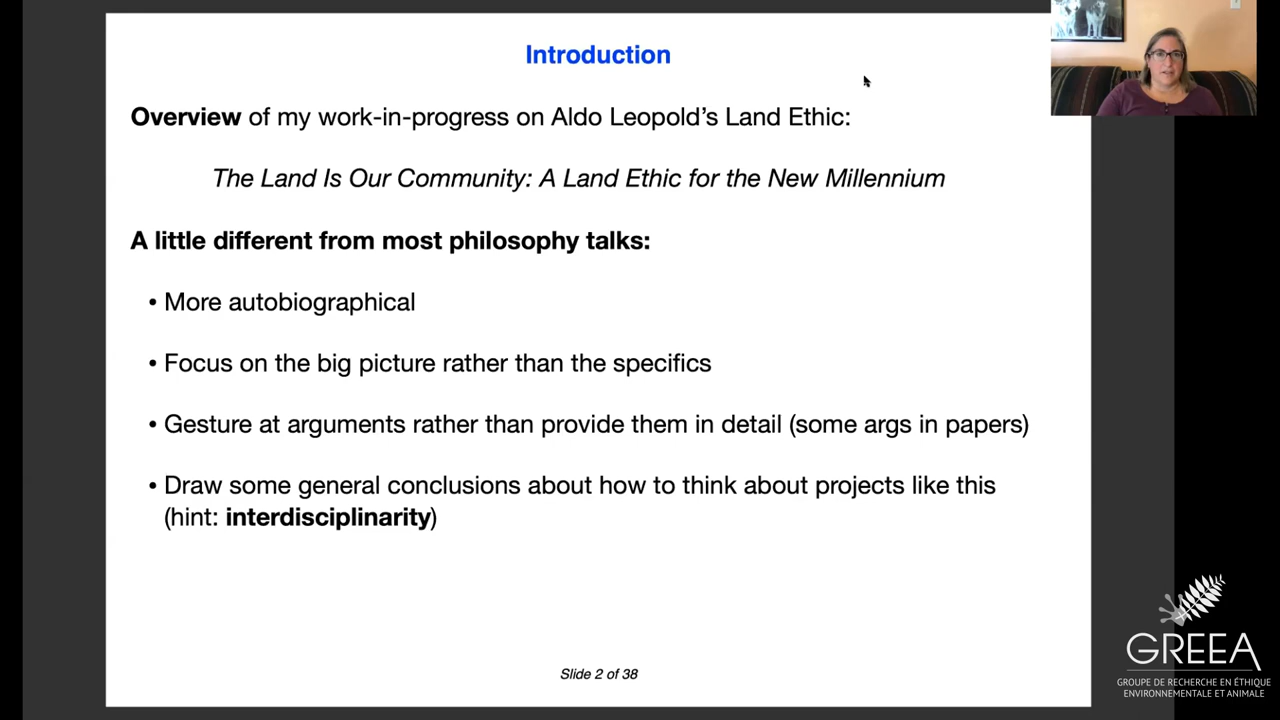 Introduction
Overview of my work-in-progress on Aldo Leopold’s Land Ethic:
The Land Is Our Community: A Land Ethic for the New Millennium
A little different from most philosophy talks:
• More autobiographical
• Focus on the big picture rather than the specifics
• Gesture at arguments rather than provide them in detail (some args in papers)
• Draw some general conclusions about how to think about projects like this
(hint: interdisciplinarity)
Slide 2 of 38
GREEA
GROUPE DE RECHERCHE EN ÉTHIQUE
ENVIRONNEMENTALE ET ANIMALE